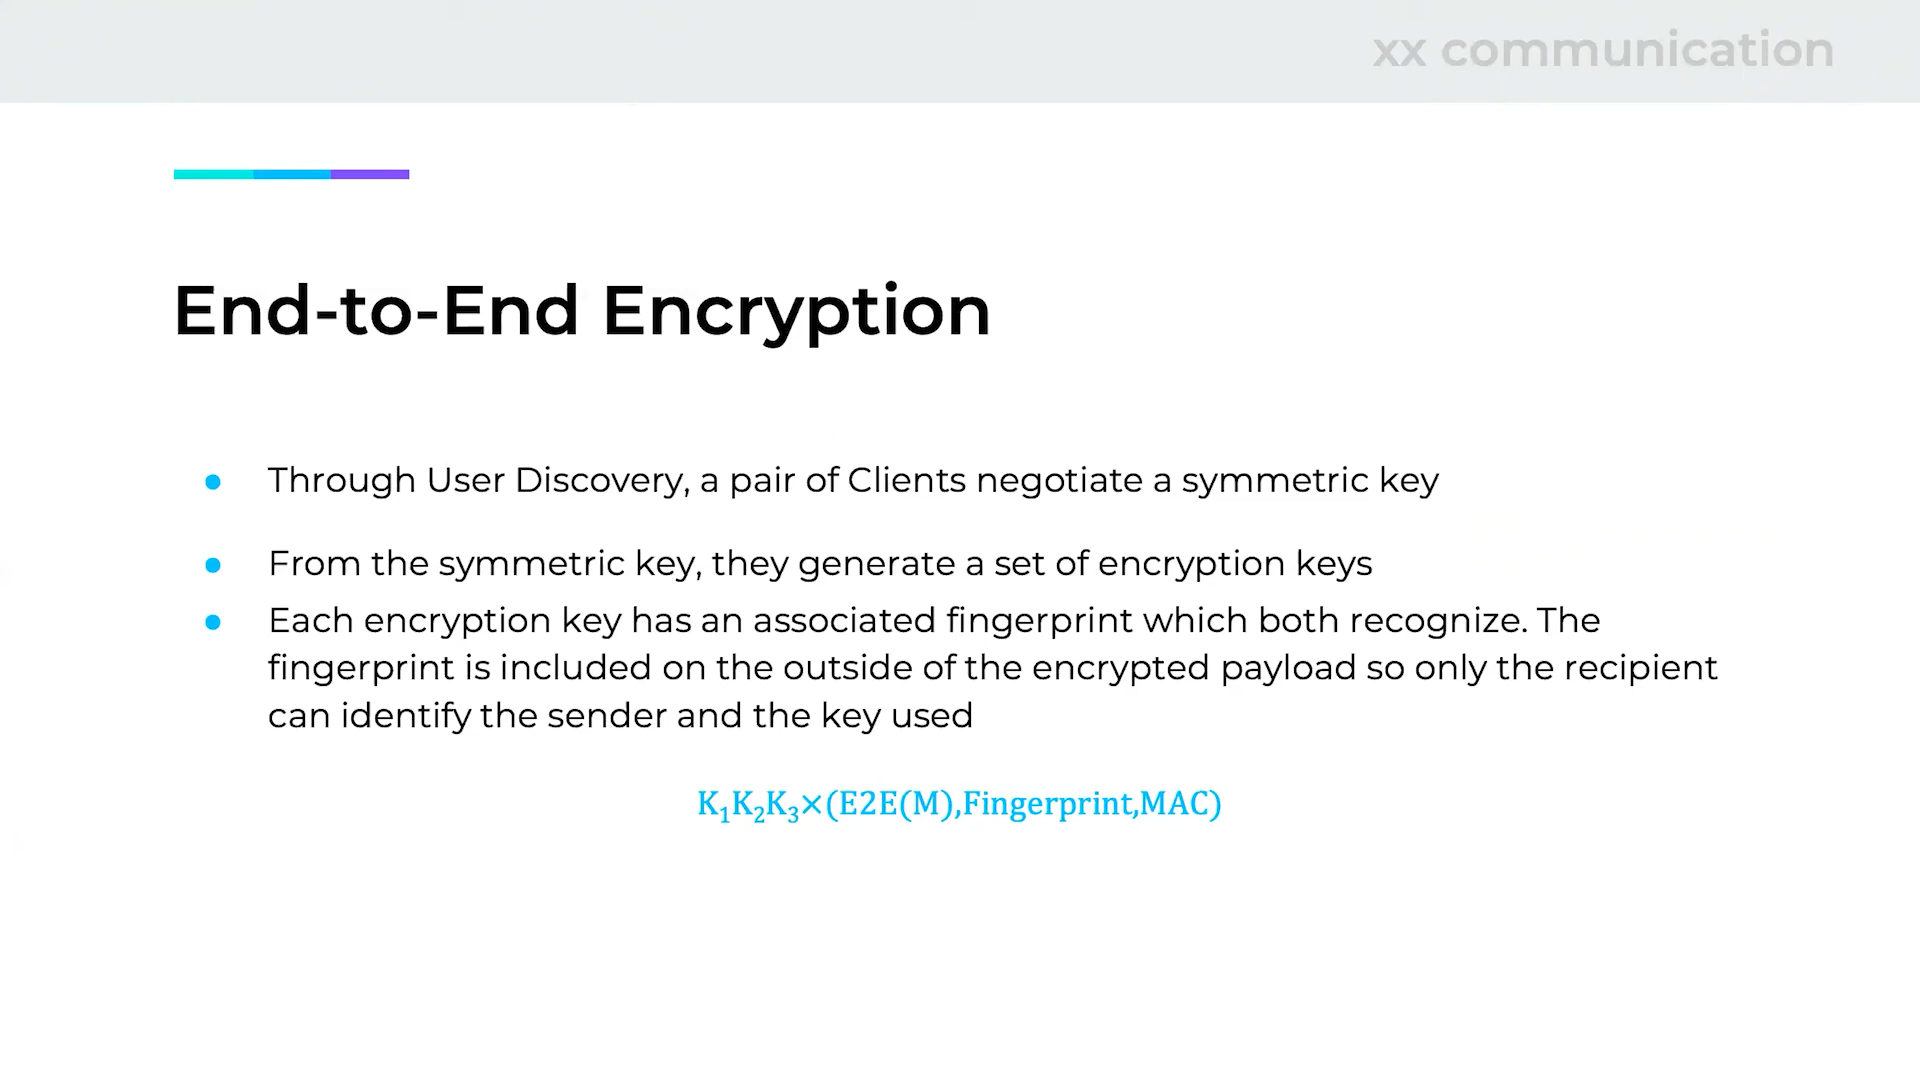 xx communication
End-to-End Encryption
● Through User Discovery, a pair of Clients negotiate a symmetric key
● From the symmetric key, they generate a set of encryption keys
● Each encryption key has an associated fingerprint which both recognize. The
fingerprint is included on the outside of the encrypted payload so only the recipient
can identify the sender and the key used
K₁K₂K₃×(E2E(M),Fingerprint,MAC)